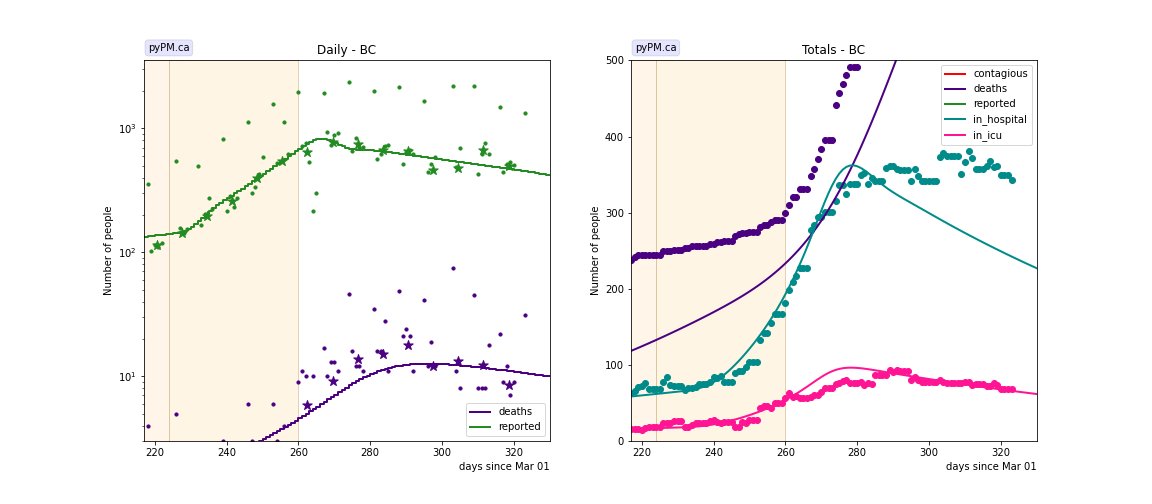 pyPM.ca
Daily - BC
Number of people
10³
10²
10¹
220 240 260 280 300 320
days since Mar 01
deaths
reported
pyPM.ca
Totals - BC
Number of people
500
400
300
200
100
0
220 240 260 280 300 320
days since Mar 01
contagious
deaths
reported
in_hospital
in_icu